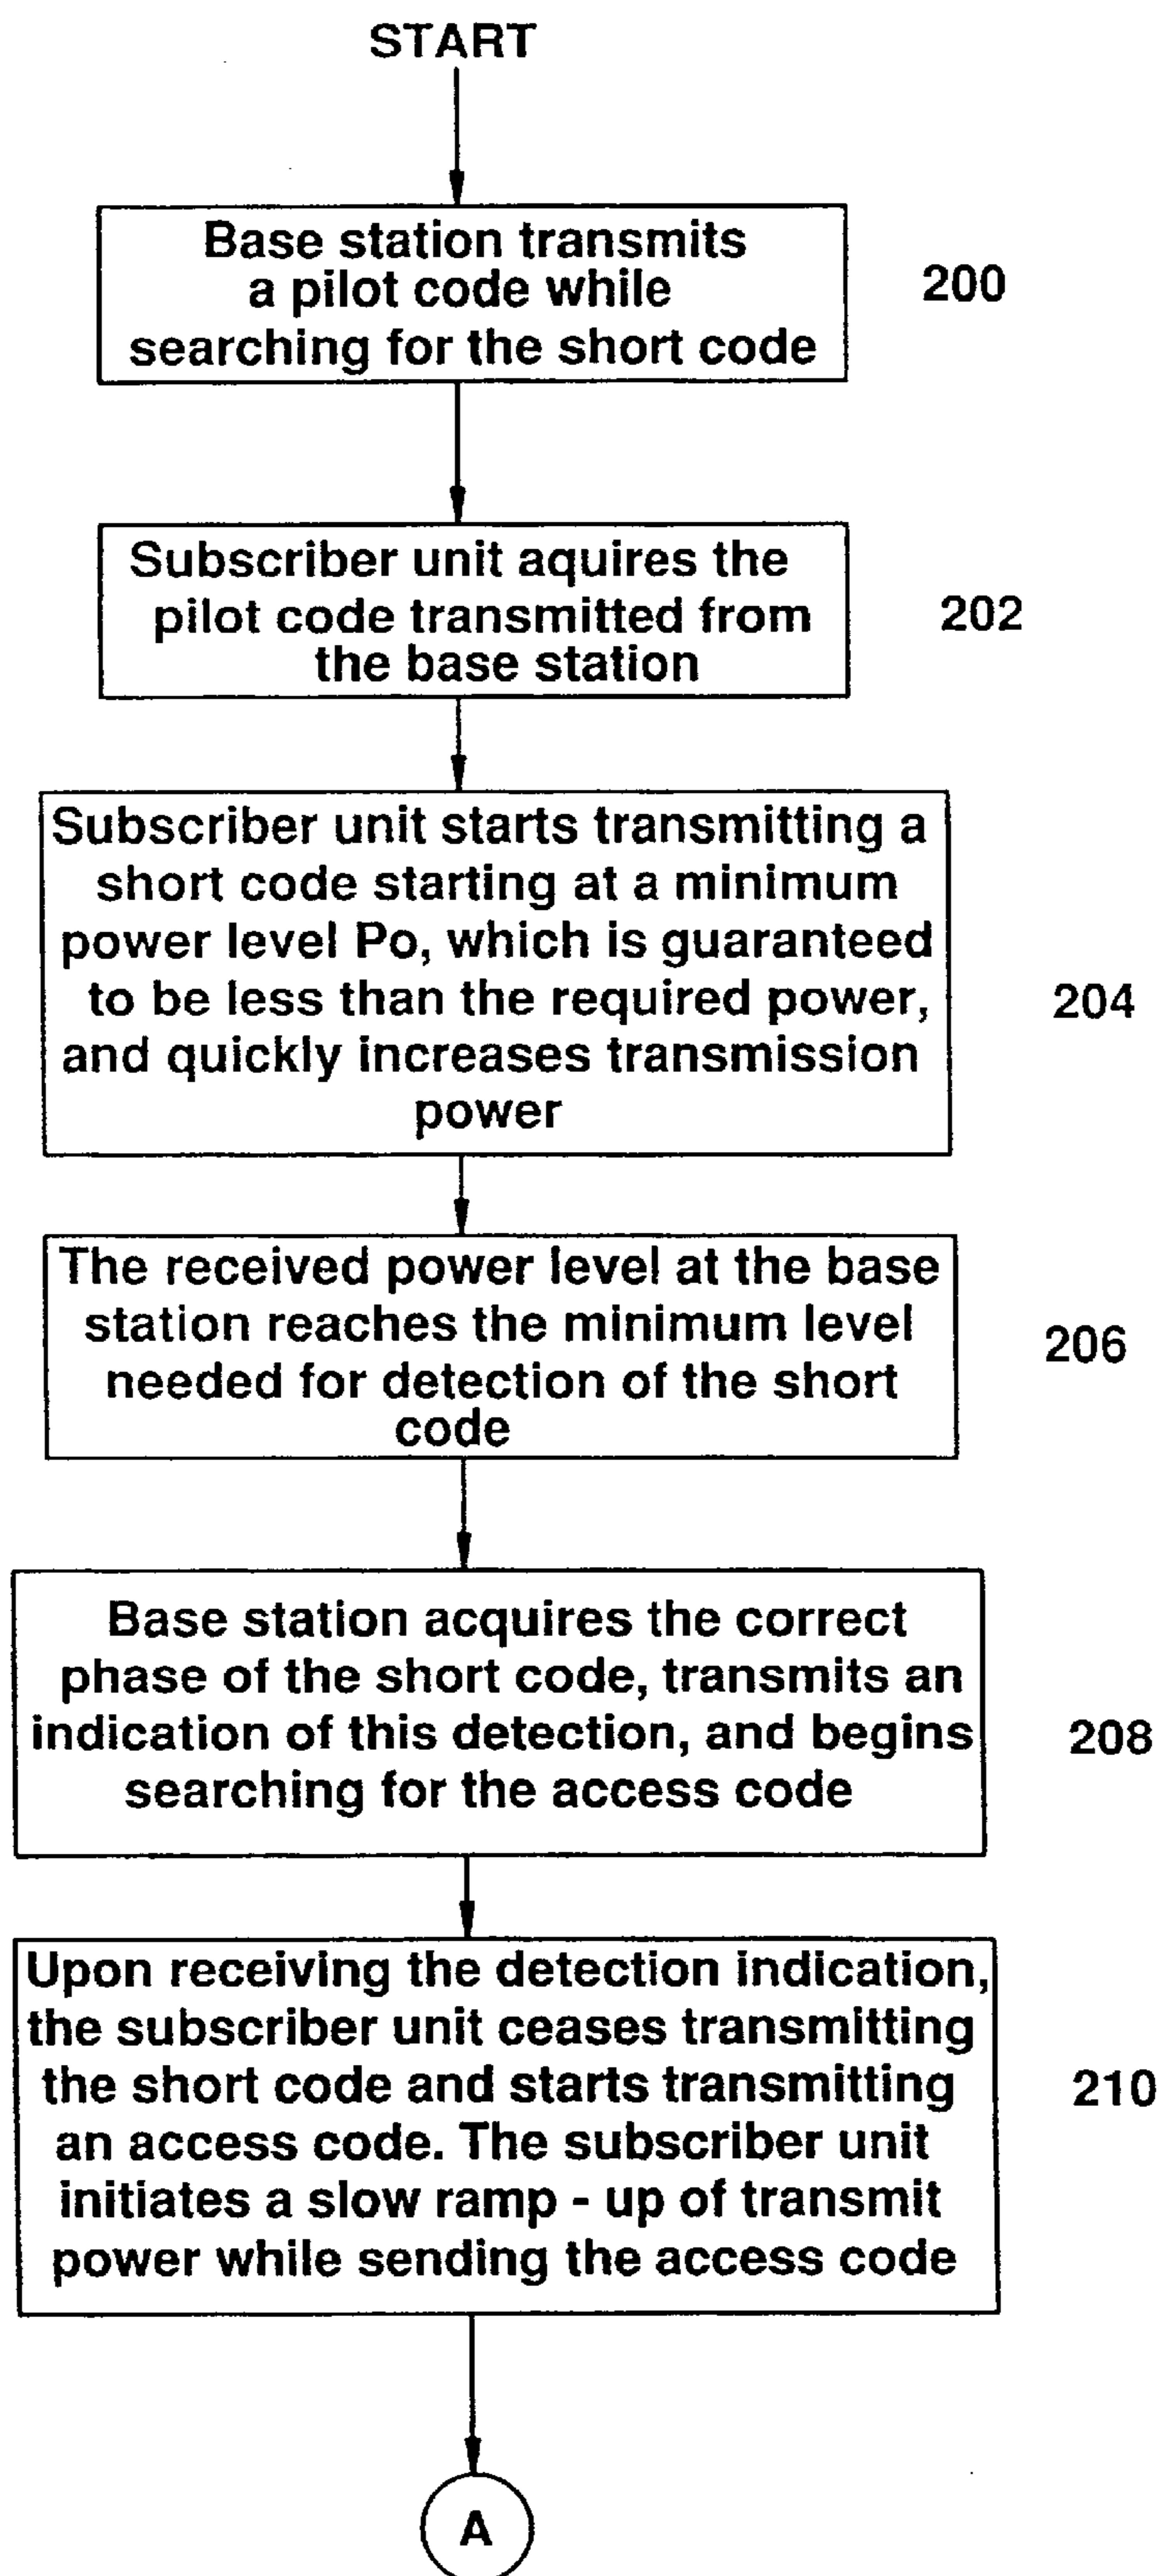 START
Base station transmits
a pilot code while
searching for the short code
200
Subscriber unit aquires the
pilot code transmitted from
the base station
202
Subscriber unit starts transmitting a
short code starting at a minimum
power level Po, which is guaranteed
to be less than the required power,
and quickly increases transmission
power
204
The received power level at the base
station reaches the minimum level
needed for detection of the short
code
206
Base station acquires the correct
phase of the short code, transmits an
indication of this detection, and begins
searching for the access code
208
Upon receiving the detection indication,
the subscriber unit ceases transmitting
the short code and starts transmitting
an access code. The subscriber unit
initiates a slow ramp - up of transmit
power while sending the access code
210
A